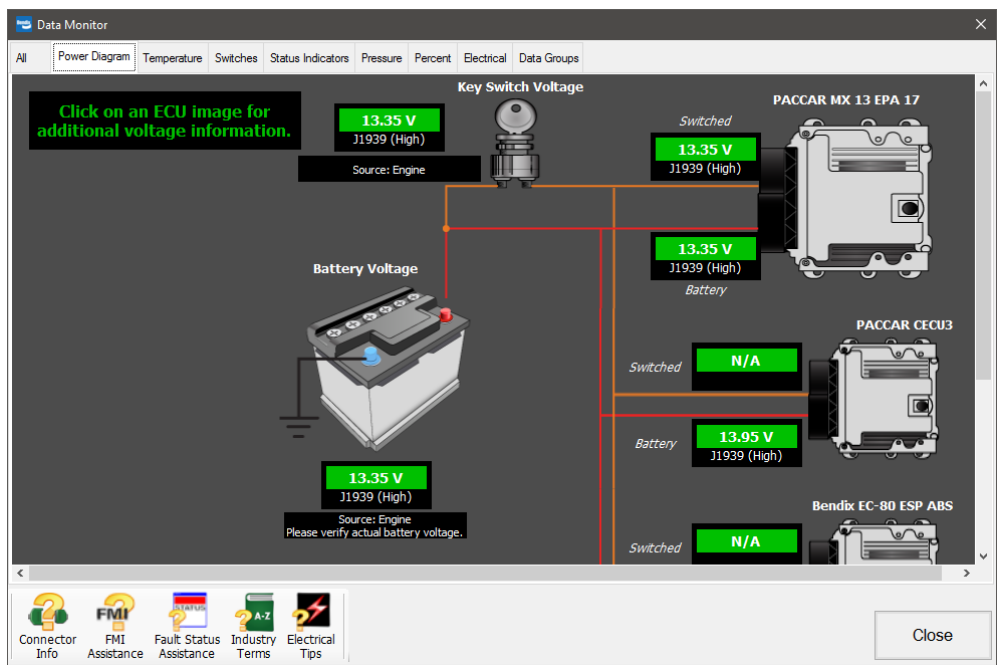 Bendix
Data Monitor
All
Power Diagram
Temperature
Switches
Status Indicators
Pressure
Percent
Electrical
Data Groups
Click on an ECU image for
additional voltage information.
Key Switch Voltage
13.35 V
J1939 (High)
Source: Engine
PACCAR MX 13 EPA 17
Switched
13.35 V
J1939 (High)
13.35 V
J1939 (High)
Battery
Battery Voltage
13.35 V
J1939 (High)
Source: Engine
Please verify actual battery voltage.
PACCAR CECU3
Switched
N/A
Battery
13.95 V
J1939 (High)
Bendix EC-80 ESP ABS
Switched
N/A
Connector
Info
FMI
FMI
Assistance
STATUS
Fault Status
Assistance
A-Z
Industry
Terms
Electrical
Tips
Close